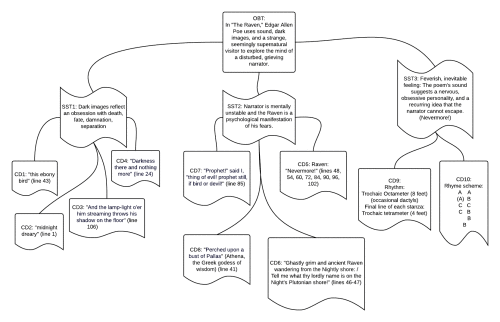 OBT:
In "The Raven," Edgar Allen
Poe uses sound, dark
images, and a strange,
seemingly supernatural
visitor to explore the mind of
a disturbed, grieving
narrator.
SST1: Dark images reflect
an obsession with death,
fate, damnation,
separation
SST2: Narrator is mentally
unstable and the Raven is a
psychological manifestation
of his fears.
SST3: Feverish, inevitable
feeling: The poem's sound
suggests a nervous,
obsessive personality, and a
recurring idea that the
narrator cannot escape.
(Nevermore!)
CD1: "this ebony
bird" (line 43)
CD4: "Darkness
there and nothing
more" (line 24)
CD2: "midnight
dreary" (line 1)
CD3: "And the lamp-light o'er
him streaming throws his
shadow on the floor" (line
106)
CD7: "Prophet!" said I,
"thing of evil! prophet still,
if bird or devil!" (line 85)
CD5: Raven:
"Nevermore!" (lines 48,
54, 60, 72, 84, 90, 96,
102)
CD8: "Perched upon a
bust of Pallas" (Athena,
the Greek goddess of
wisdom) (line 41)
CD6: "Ghastly grim and ancient Raven
wandering from the Nightly shore: /
Tell me what thy lordly name is on the
Night's Plutonian shore!" (lines 46-47)
CD9:
Rhythm:
Trochaic Octameter (8 feet)
(occasional dactyls)
Final line of each stanza:
Trochaic tetrameter (4 feet)
CD10:
Rhyme scheme:
A A
(A) B
C C
C B
B
B